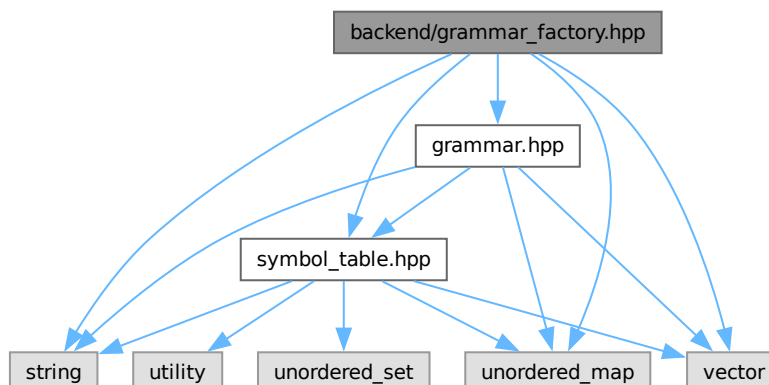 backend/grammar_factory.hpp
grammar.hpp
symbol_table.hpp
string
utility
unordered_set
unordered_map
vector